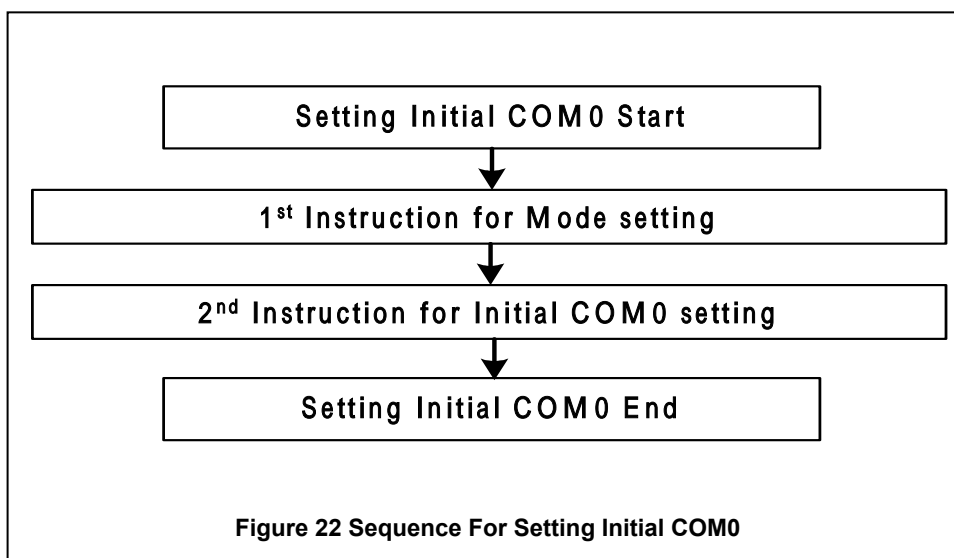 Setting Initial COM0 Start
1st Instruction for Mode setting
2nd Instruction for Initial COM0 setting
Setting Initial COM0 End
Figure 22 Sequence For Setting Initial COM0